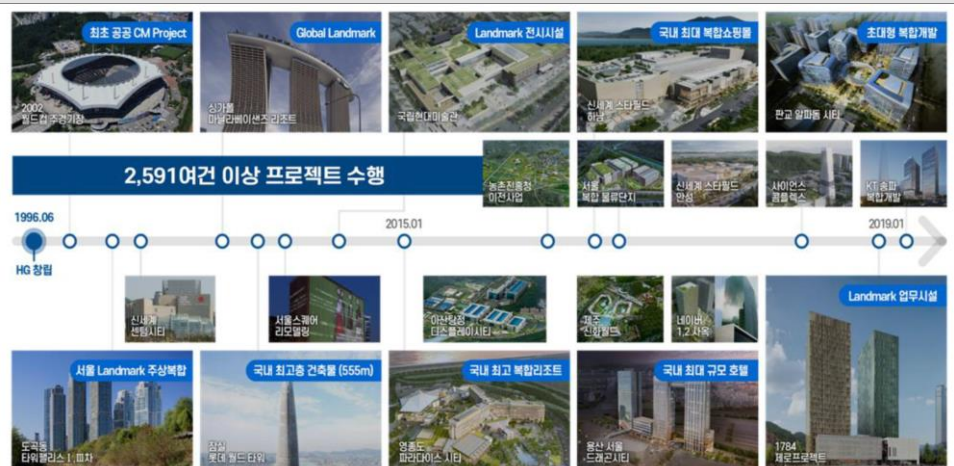 최초 공공 CM Project
2002
월드컵 주경기장
Global Landmark
싱가폴
마닐라베이샌즈 리조트
Landmark 전시시설
국립현대미술관
국내 최대 복합쇼핑몰
신세계 스타필드
하남
초대형 복합개발
판교 알파돔 시티
2,591여건 이상 프로젝트 수행
농촌진흥청
이전사업
서울
복합 물류단지
신세계 스타필드
안성
사이언스
콤플렉스
KT 송파
복합개발
1996.06
2015.01
2019.01
HG 창립
신세계
센텀시티
서울스퀘어
리모델링
아산탕정
디스플레이시티
제주
신화월드
네이버
1,2 사옥
Landmark 업무시설
1784
제로프로젝트
서울 Landmark 주상복합
도곡동
타워팰리스 1,Ⅱ차
국내 최고층 건축물 (555m)
잠실
롯데 월드 타워
국내 최고 복합리조트
영종도
파라다이스 시티
국내 최대 규모 호텔
용산 서울
드래곤시티